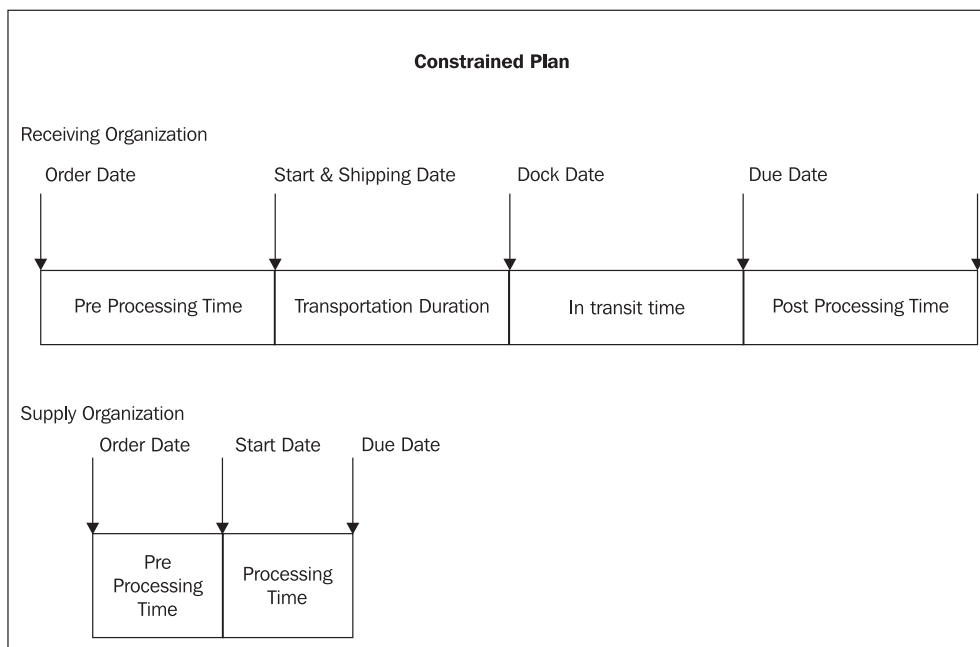 Constrained Plan
Receiving Organization
Order Date Start & Shipping Date Dock Date Due Date
Pre Processing Time Transportation Duration In transit time Post Processing Time
Supply Organization
Order Date Start Date Due Date
Pre
Processing
Time
Processing
Time